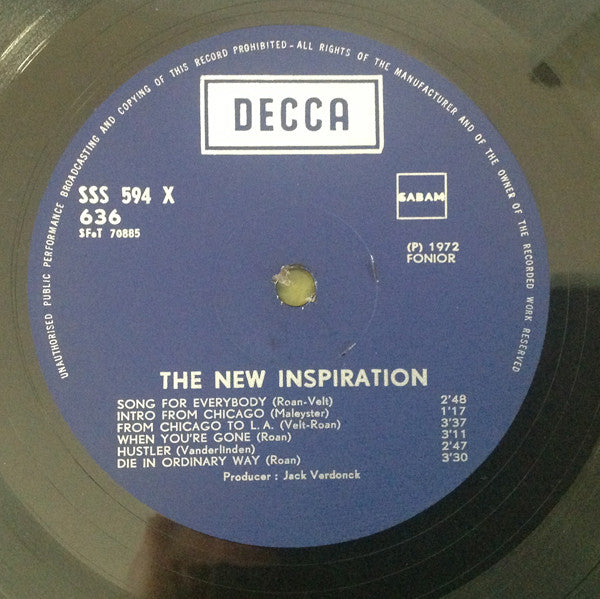 UNAUTHORISED PUBLIC PERFORMANCE BROADCASTING AND COPYING OF THIS RECORD PROHIBITED - ALL RIGHTS OF THE MANUFACTURER AND OF THE OWNER OF THE RECORDED WORK RESERVED
DECCA
SSS 594 X
636
SFøT 70885
SABAM
(P) 1972
FONIOR
THE NEW INSPIRATION
SONG FOR EVERYBODY (Roan-Velt) 2'48
INTRO FROM CHICAGO (Maleyster) 1'17
FROM CHICAGO TO L. A. (Velt-Roan) 3'37
WHEN YOU'RE GONE (Roan) 3'11
HUSTLER (Vanderlinden) 2'47
DIE IN ORDINARY WAY (Roan) 3'30
Producer : Jack Verdonck